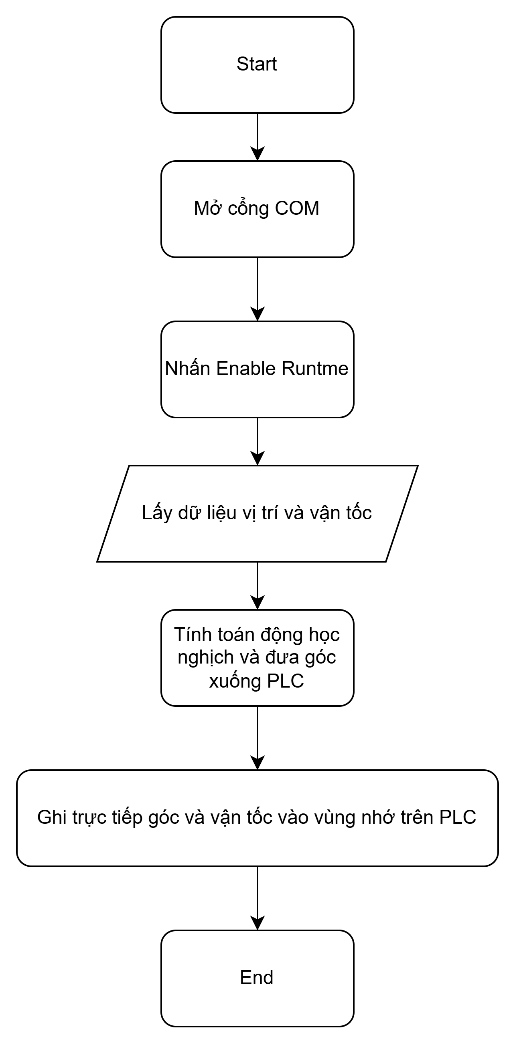 Start
Mở cổng COM
Nhấn Enable Runtme
Lấy dữ liệu vị trí và vận tốc
Tính toán động học
nghịch và đưa góc
xuống PLC
Ghi trực tiếp góc và vận tốc vào vùng nhớ trên PLC
End